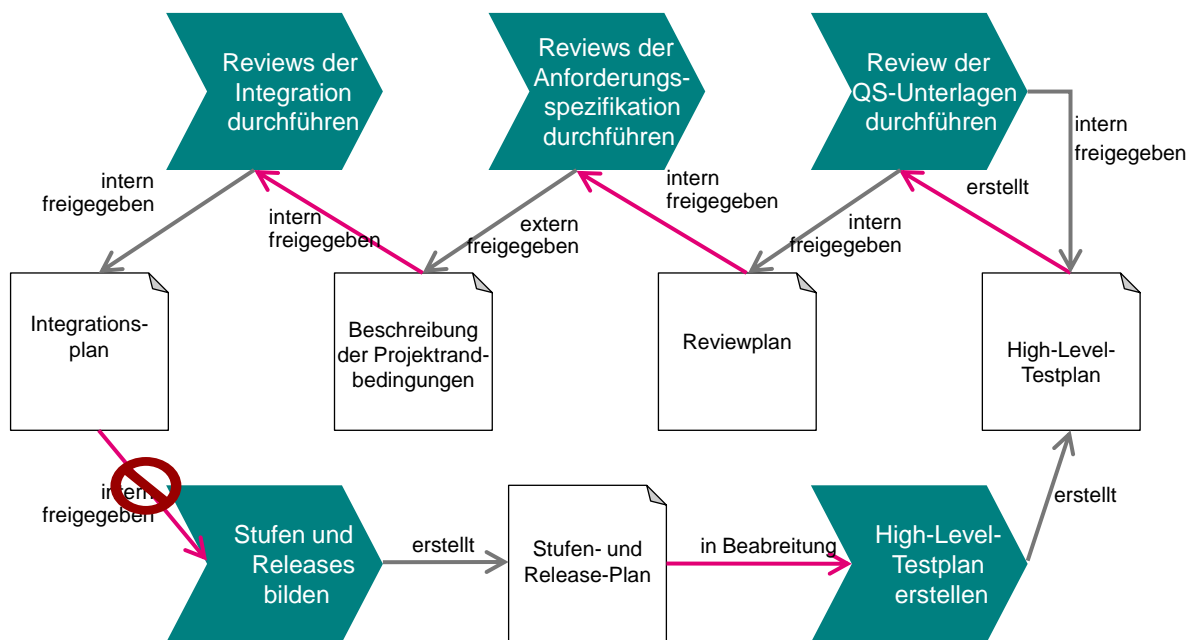 Reviews der
Integration
durchführen
Reviews der
Anforderungs-
spezifikation
durchführen
Review der
QS-Unterlagen
durchführen
intern
freigegeben
intern
freigegeben
intern
freigegeben
extern
freigegeben
intern
freigegeben
intern
freigegeben
erstellt
Integrations-
plan
Beschreibung
der Projektrand-
bedingungen
Reviewplan
High-Level-
Testplan
intern
freigegeben
Stufen und
Releases
bilden
erstellt
Stufen- und
Release-Plan
in Beabreitung
High-Level-
Testplan
erstellen
erstellt